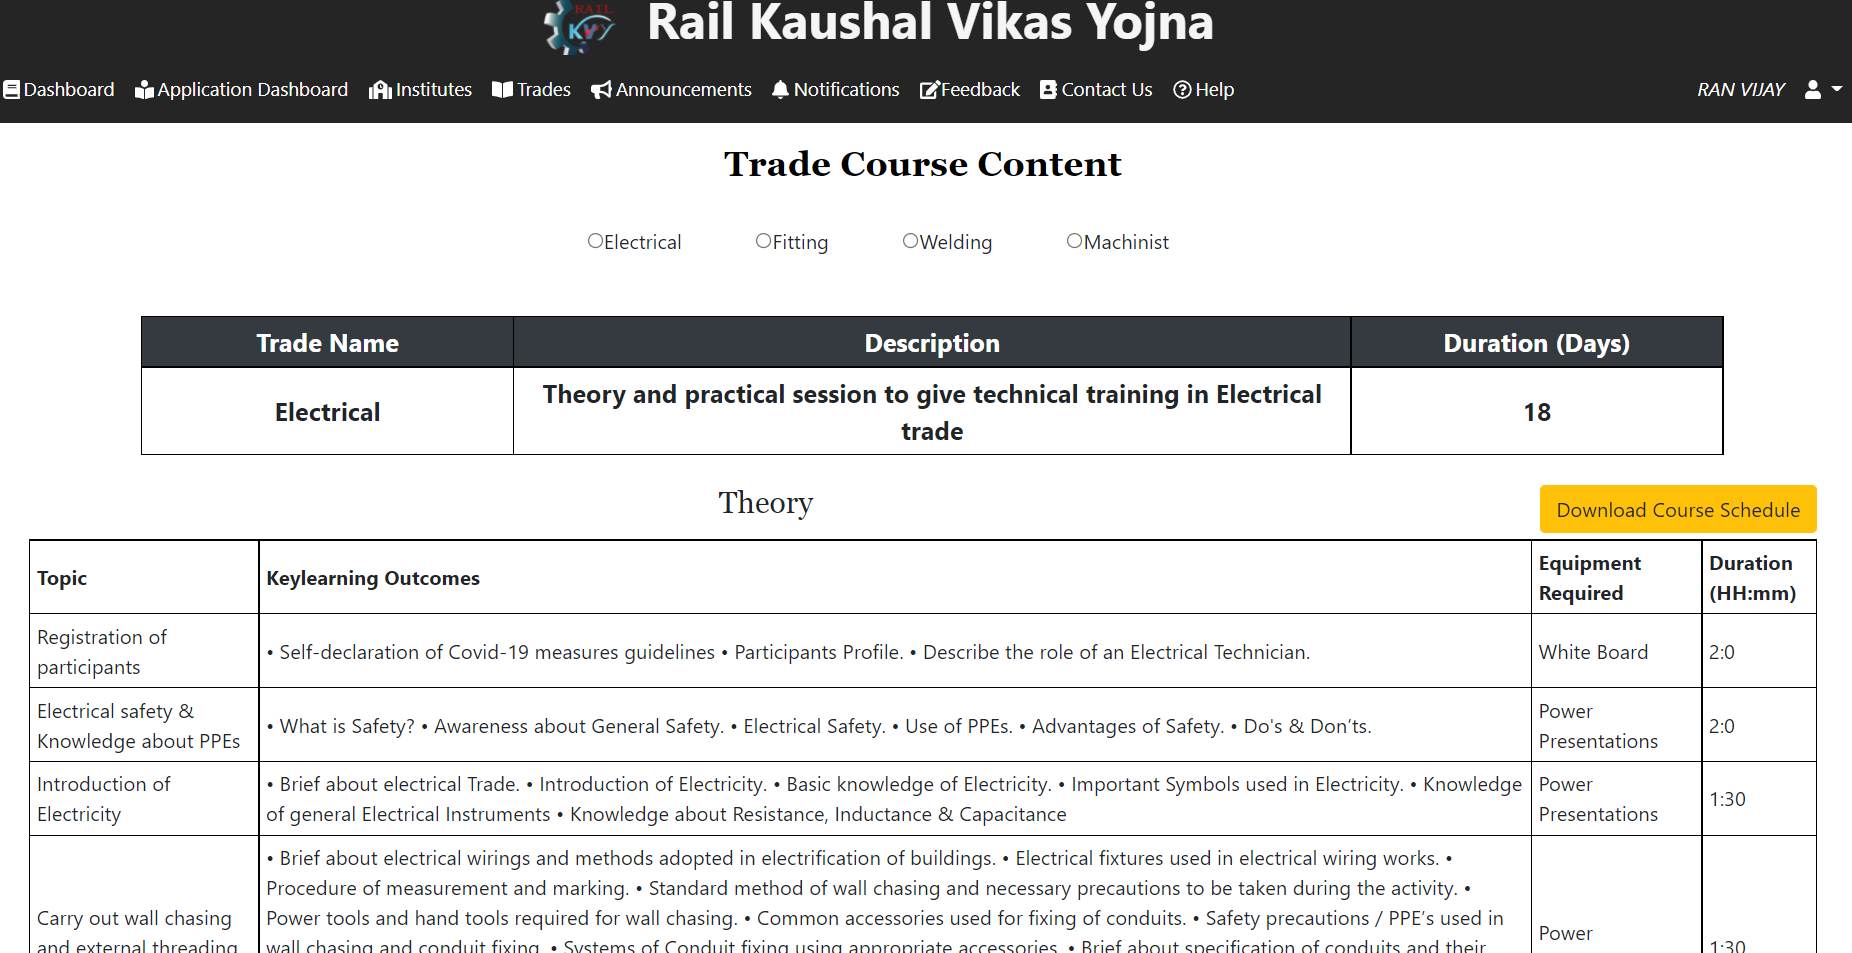 RAIL
KVY
Rail Kaushal Vikas Yojna
Dashboard Application Dashboard Institutes Trades Announcements Notifications Feedback Contact Us Help RAN VIJAY
Trade Course Content
Electrical Fitting Welding Machinist
Trade Name Description Duration (Days)
Electrical Theory and practical session to give technical training in Electrical
trade 18
Theory
Download Course Schedule
Topic Keylearning Outcomes Equipment
Required Duration
(HH:mm)
Registration of
participants • Self-declaration of Covid-19 measures guidelines • Participants Profile. • Describe the role of an Electrical Technician. White Board 2:0
Electrical safety &
Knowledge about PPEs • What is Safety? • Awareness about General Safety. • Electrical Safety. • Use of PPEs. • Advantages of Safety. • Do's & Don’ts. Power
Presentations 2:0
Introduction of
Electricity • Brief about electrical Trade. • Introduction of Electricity. • Basic knowledge of Electricity. • Important Symbols used in Electricity. • Knowledge
of general Electrical Instruments • Knowledge about Resistance, Inductance & Capacitance Power
Presentations 1:30
Carry out wall chasing
and external threading • Brief about electrical wirings and methods adopted in electrification of buildings. • Electrical fixtures used in electrical wiring works. •
Procedure of measurement and marking. • Standard method of wall chasing and necessary precautions to be taken during the activity. •
Power tools and hand tools required for wall chasing. • Common accessories used for fixing of conduits. • Safety precautions / PPE’s used in
wall chasing and conduit fixing. • Systems of Conduit fixing using appropriate accessories. • Brief about specification of conduits and their
Power
1:30